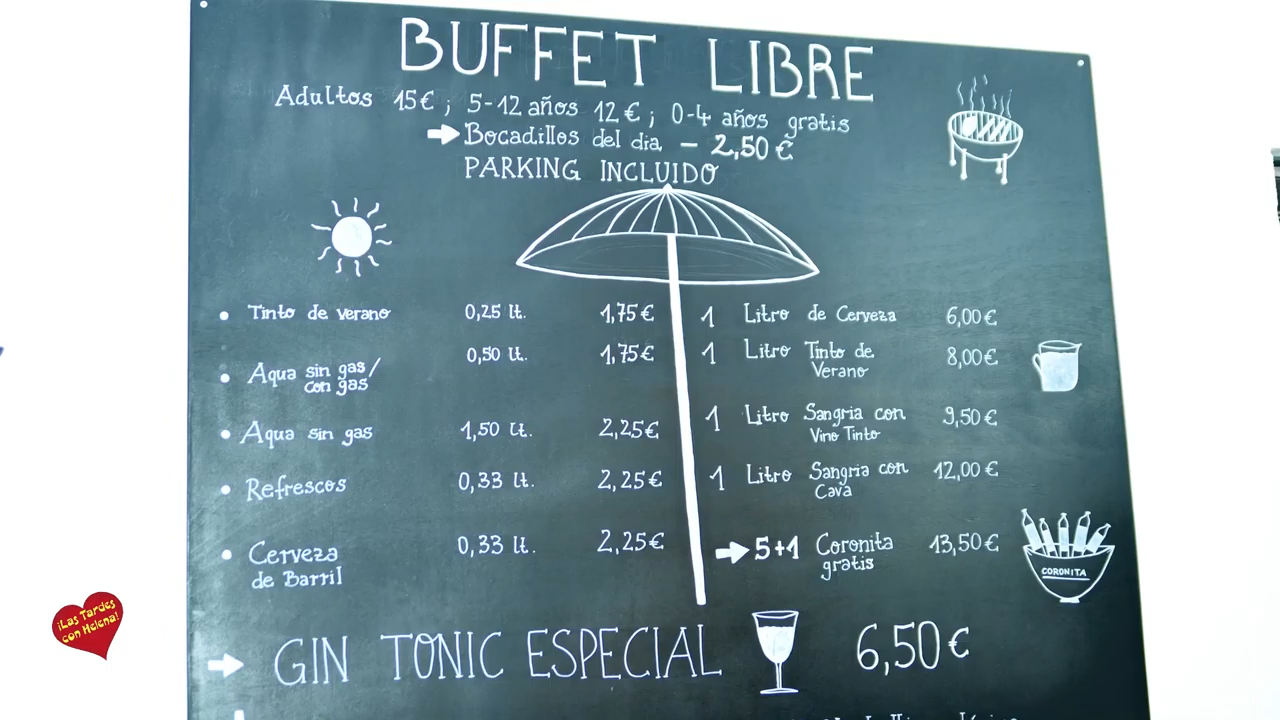 BUFFET LIBRE
Adultos 15€ ; 5-12 años 12€ ; 0-4 años gratis
Bocadillos del dia - 2,50 €
PARKING INCLUIDO
Tinto de verano 0,25 lt. 1,75€
Aqua sin gas/ 0,50 lt. 1,75€
con gas
Aqua sin gas 1,50 lt. 2,25€
Refrescos 0,33 lt. 2,25€
Cerveza 0,33 lt. 2,25€
de Barril
1 Litro de Cerveza 6,00€
1 Litro Tinto de 8,00€
Verano
1 Litro Sangria con 9,50€
Vino Tinto
1 Litro Sangria con 12,00€
Cava
5+1 Coronita 13,50€
gratis
CORONITA
GIN TONIC ESPECIAL 6,50€
¡Las Tardes
con Helena!